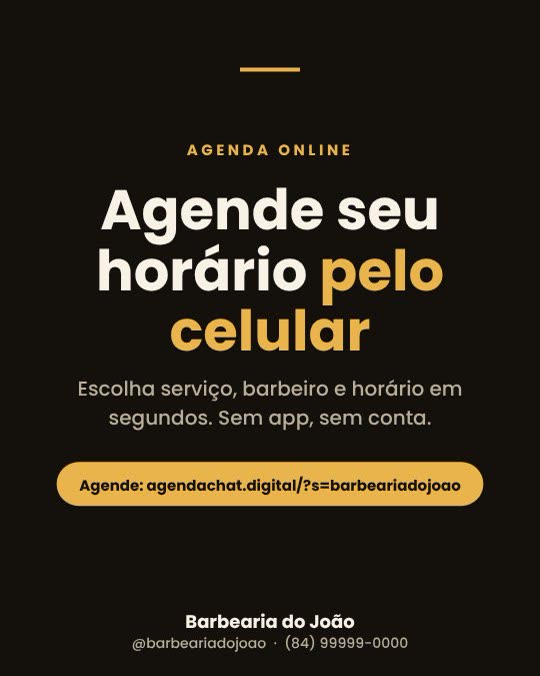 AGENDA ONLINE
Agende seu
horário pelo
celular
Escolha serviço, barbeiro e horário em
segundos. Sem app, sem conta.
Agende: agendachat.digital/?s=barbeariadojoao
Barbearia do João
@barbeariadojoao · (84) 99999-0000